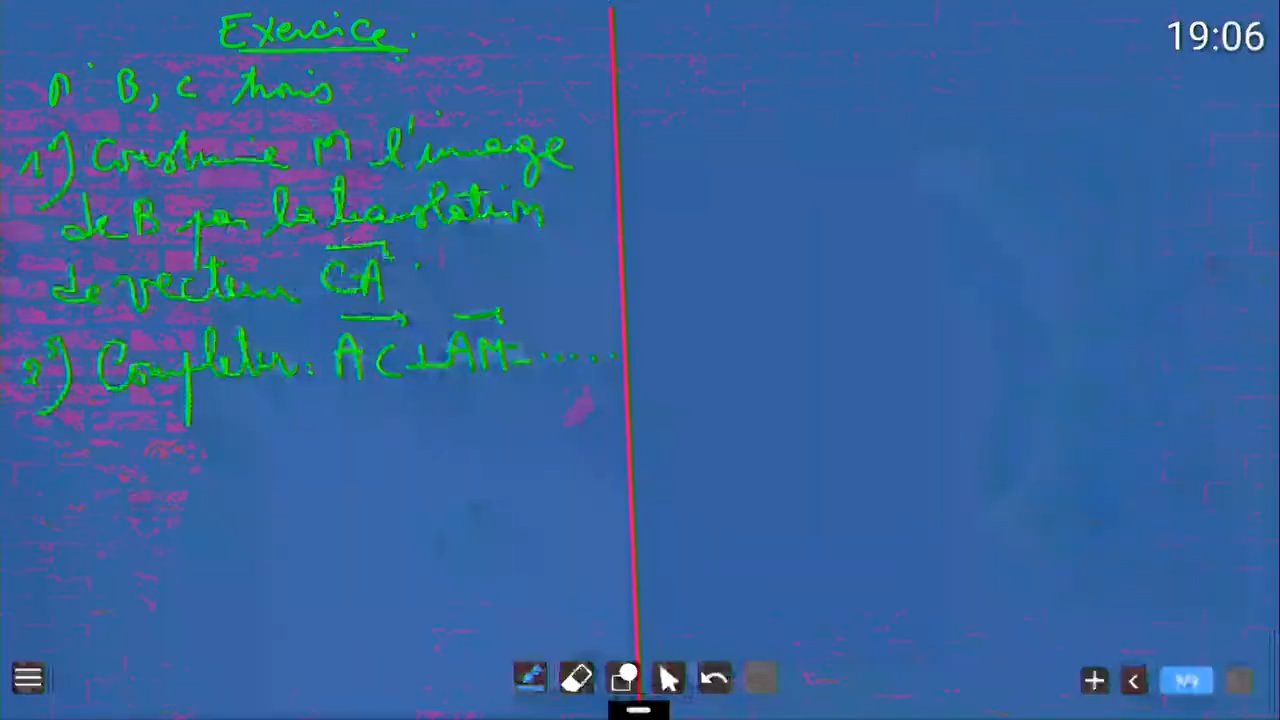 Exercice.
A B, C trois
1°) Construire M l'image
de B par la translation
de vecteur CA.
2°) Compléter: AC + AM = .....
19:06